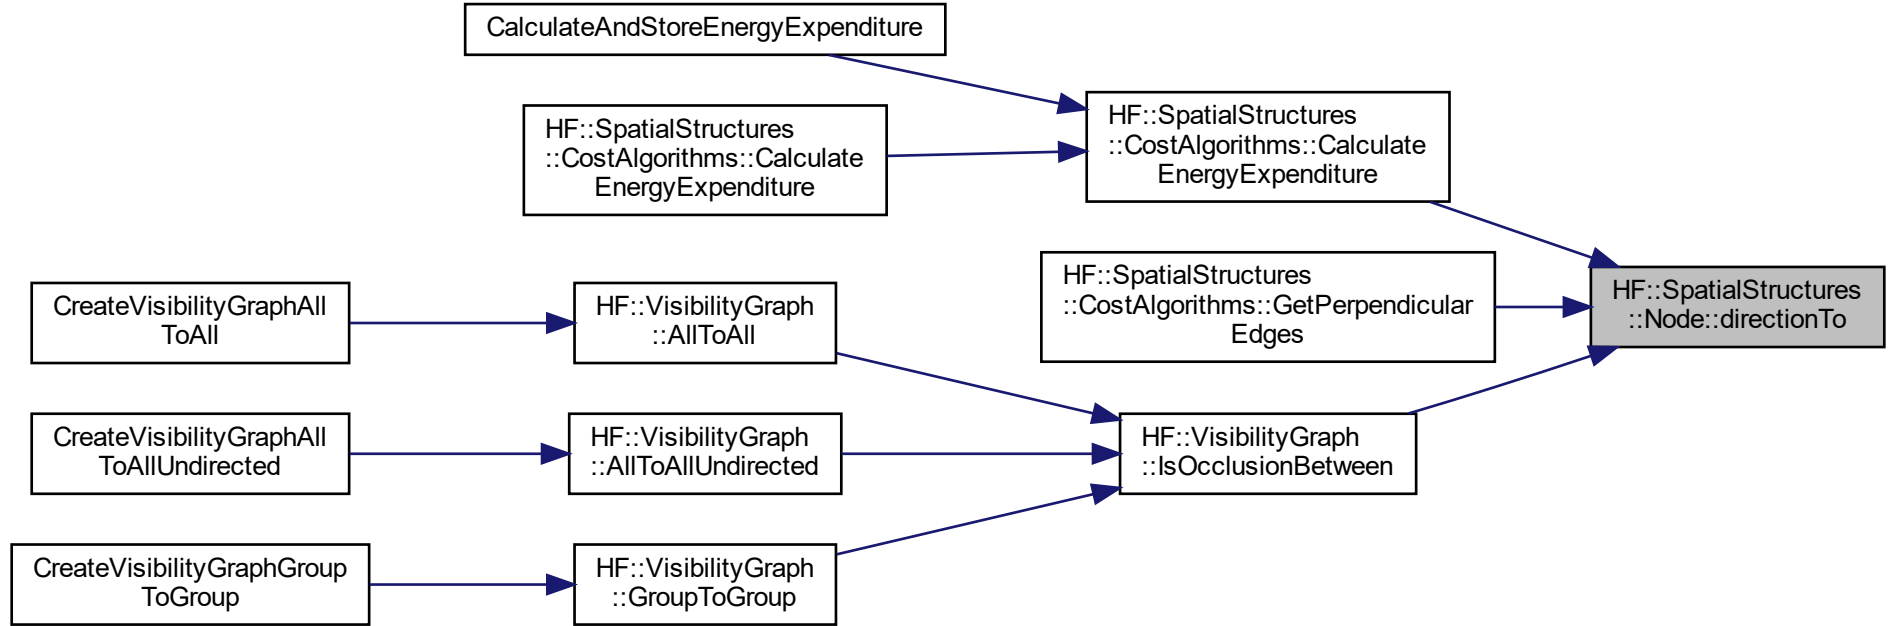 CalculateAndStoreEnergyExpenditure
HF::SpatialStructures
::CostAlgorithms::Calculate
EnergyExpenditure
HF::SpatialStructures
::CostAlgorithms::Calculate
EnergyExpenditure
HF::SpatialStructures
::CostAlgorithms::GetPerpendicular
Edges
HF::SpatialStructures
::Node::directionTo
CreateVisibilityGraphAll
ToAll
HF::VisibilityGraph
::AllToAll
CreateVisibilityGraphAll
ToAllUndirected
HF::VisibilityGraph
::AllToAllUndirected
HF::VisibilityGraph
::IsOcclusionBetween
CreateVisibilityGraphGroup
ToGroup
HF::VisibilityGraph
::GroupToGroup